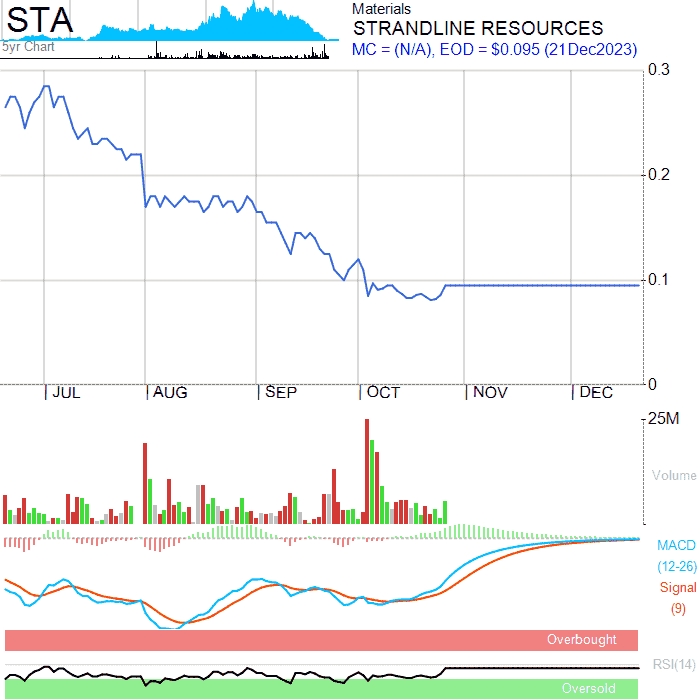 STA
5yr Chart
Materials
STRANDLINE RESOURCES
MC = (N/A), EOD = $0.095 (21Dec2023)
0.3
0.2
0.1
0
JUL AUG SEP OCT NOV DEC
25M
Volume
MACD
(12-26)
Signal
(9)
Overbought
RSI(14)
Oversold